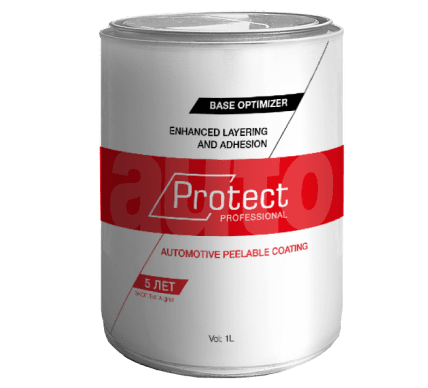 BASE OPTIMIZER
ENHANCED LAYERING
AND ADHESION
auto
Protect
PROFESSIONAL
AUTOMOTIVE PEELABLE COATING
5 ЛЕТ
Vol: 1L